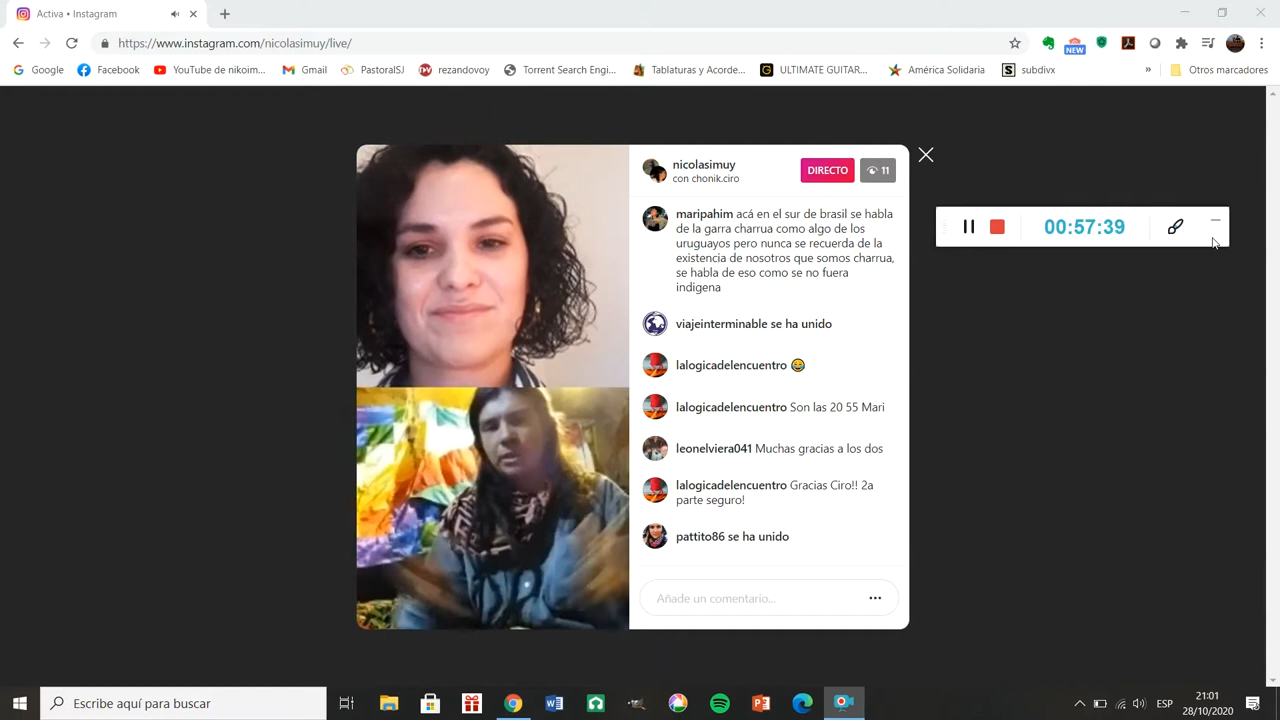 Activa • Instagram
https://www.instagram.com/nicolasimuy/live/
NEW
Google
Facebook
YouTube de nikoim...
Gmail
PastoralSJ
rezandovoy
Torrent Search Engi...
Tablaturas y Acorde...
ULTIMATE GUITAR...
América Solidaria
subdivx
»
Otros marcadores
nicolasimuy
con chonik.ciro
DIRECTO
11
maripahim acá en el sur de brasil se habla
de la garra charrua como algo de los
uruguayos pero nunca se recuerda de la
existencia de nosotros que somos charrua,
se habla de eso como se no fuera
indigena
viajeinterminable se ha unido
lalogicadelencuentro 😂
lalogicadelencuentro Son las 20 55 Mari
leonelviera041 Muchas gracias a los dos
lalogicadelencuentro Gracias Ciro!! 2a
parte seguro!
pattito86 se ha unido
Añade un comentario...
00:57:39
Escribe aquí para buscar
ESP
21:01
28/10/2020